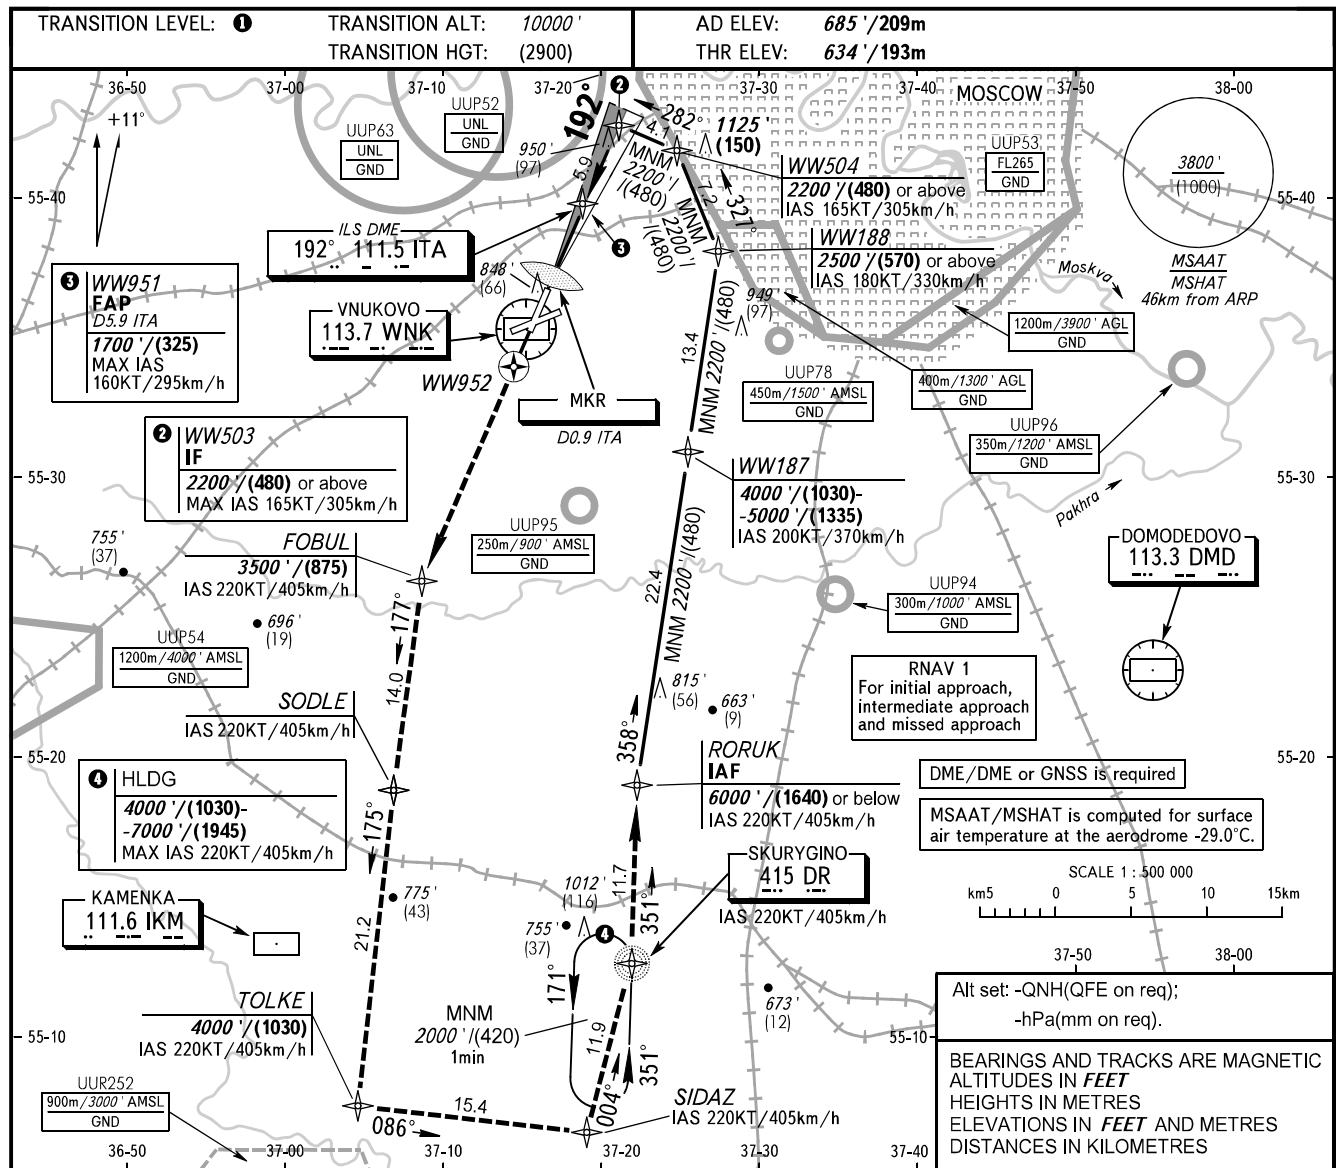 TRANSITION LEVEL: ❶ TRANSITION ALT: 10000 '
TRANSITION HGT: (2900)
AD ELEV: 685 '/209m
THR ELEV: 634 '/193m
36-50 37-00 37-10 37-20 37-30 37-40 37-50 38-00
+11°
UUP63
UNL
GND
UUP52
UNL
GND
192°
❷
282°
4.1
1125 '
(150)
950 '
(97)
5.9
MNM
2200 '/
(480)
7.2
327°
MNM
2200 '/
(480)
MOSCOW
UUP53
FL265
GND
3800 '
(1000)
MSAAT
MSHAT
46km from ARP
55-40
55-40
WW504
2200 '/(480) or above
IAS 165KT/305km/h
WW188
2500 '/(570) or above
IAS 180KT/330km/h
Moskva
ILS DME
192° 111.5 ITA
❸
❸ WW951
FAP
D5.9 ITA
1700 '/(325)
MAX IAS
160KT/295km/h
848 '
(66)
VNUKOVO
113.7 WNK
WW952
MKR
D0.9 ITA
949 '
(97)
13.4
MNM 2200 '/(480)
1200m/3900 ' AGL
GND
UUP78
450m/1500 ' AMSL
GND
400m/1300 ' AGL
GND
UUP96
350m/1200 ' AMSL
GND
❷ WW503
IF
2200 '/(480) or above
MAX IAS 165KT/305km/h
55-30
55-30
WW187
4000 '/(1030)-
-5000 '/(1335)
IAS 200KT/370km/h
Pakhra
UUP95
250m/900 ' AMSL
GND
755 '
(37)
FOBUL
3500 '/(875)
IAS 220KT/405km/h
DOMODEDOVO
113.3 DMD
22.4
MNM 2200 '/(480)
UUP94
300m/1000 ' AMSL
GND
696 '
(19)
177°
UUP54
1200m/4000 ' AMSL
GND
14.0
SODLE
IAS 220KT/405km/h
815 '
(56)
663 '
(9)
RNAV 1
For initial approach,
intermediate approach
and missed approach
358°
55-20
55-20
RORUK
IAF
6000 '/(1640) or below
IAS 220KT/405km/h
DME/DME or GNSS is required
MSAAT/MSHAT is computed for surface
air temperature at the aerodrome -29.0°C.
❹ HLDG
4000 '/(1030)-
-7000 '/(1945)
MAX IAS 220KT/405km/h
175°
SKURYGINO
415 DR
IAS 220KT/405km/h
SCALE 1 : 500 000
km5 0 5 10 15km
1012 '
(116)
11.7
351°
775 '
(43)
755 '
(37)
❹
KAMENKA
111.6 IKM
21.2
171°
37-50 38-00
673 '
(12)
TOLKE
4000 '/(1030)
IAS 220KT/405km/h
MNM
2000 '/(420)
1min
11.9
351°
55-10
55-10
Alt set: -QNH(QFE on req);
-hPa(mm on req).
UUR252
900m/3000 ' AMSL
GND
15.4
086°
004°
SIDAZ
IAS 220KT/405km/h
BEARINGS AND TRACKS ARE MAGNETIC
ALTITUDES IN FEET
HEIGHTS IN METRES
ELEVATIONS IN FEET AND METRES
DISTANCES IN KILOMETRES
36-50 37-00 37-10 37-20 37-30 37-40